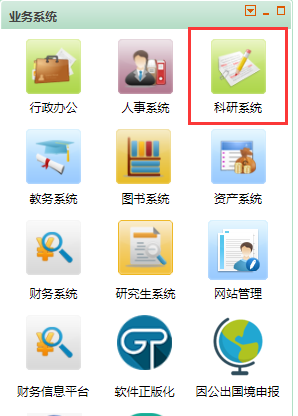 业务系统
行政办公 人事系统 科研系统
教务系统 图书系统 资产系统
财务系统 研究生系统 网站管理
财务信息平台 软件正版化 因公出国境申报